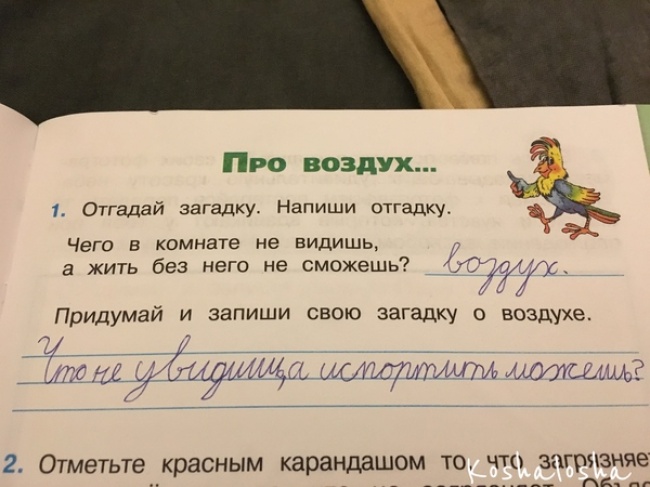 Про воздух...
1. Отгадай загадку. Напиши отгадку.
Чего в комнате не видишь,
а жить без него не сможешь? воздух.
Придумай и запиши свою загадку о воздухе.
Что не увидиш, а испортить можешь?
2. Отметьте красным карандашом то, что загрязняет
Koshalosha